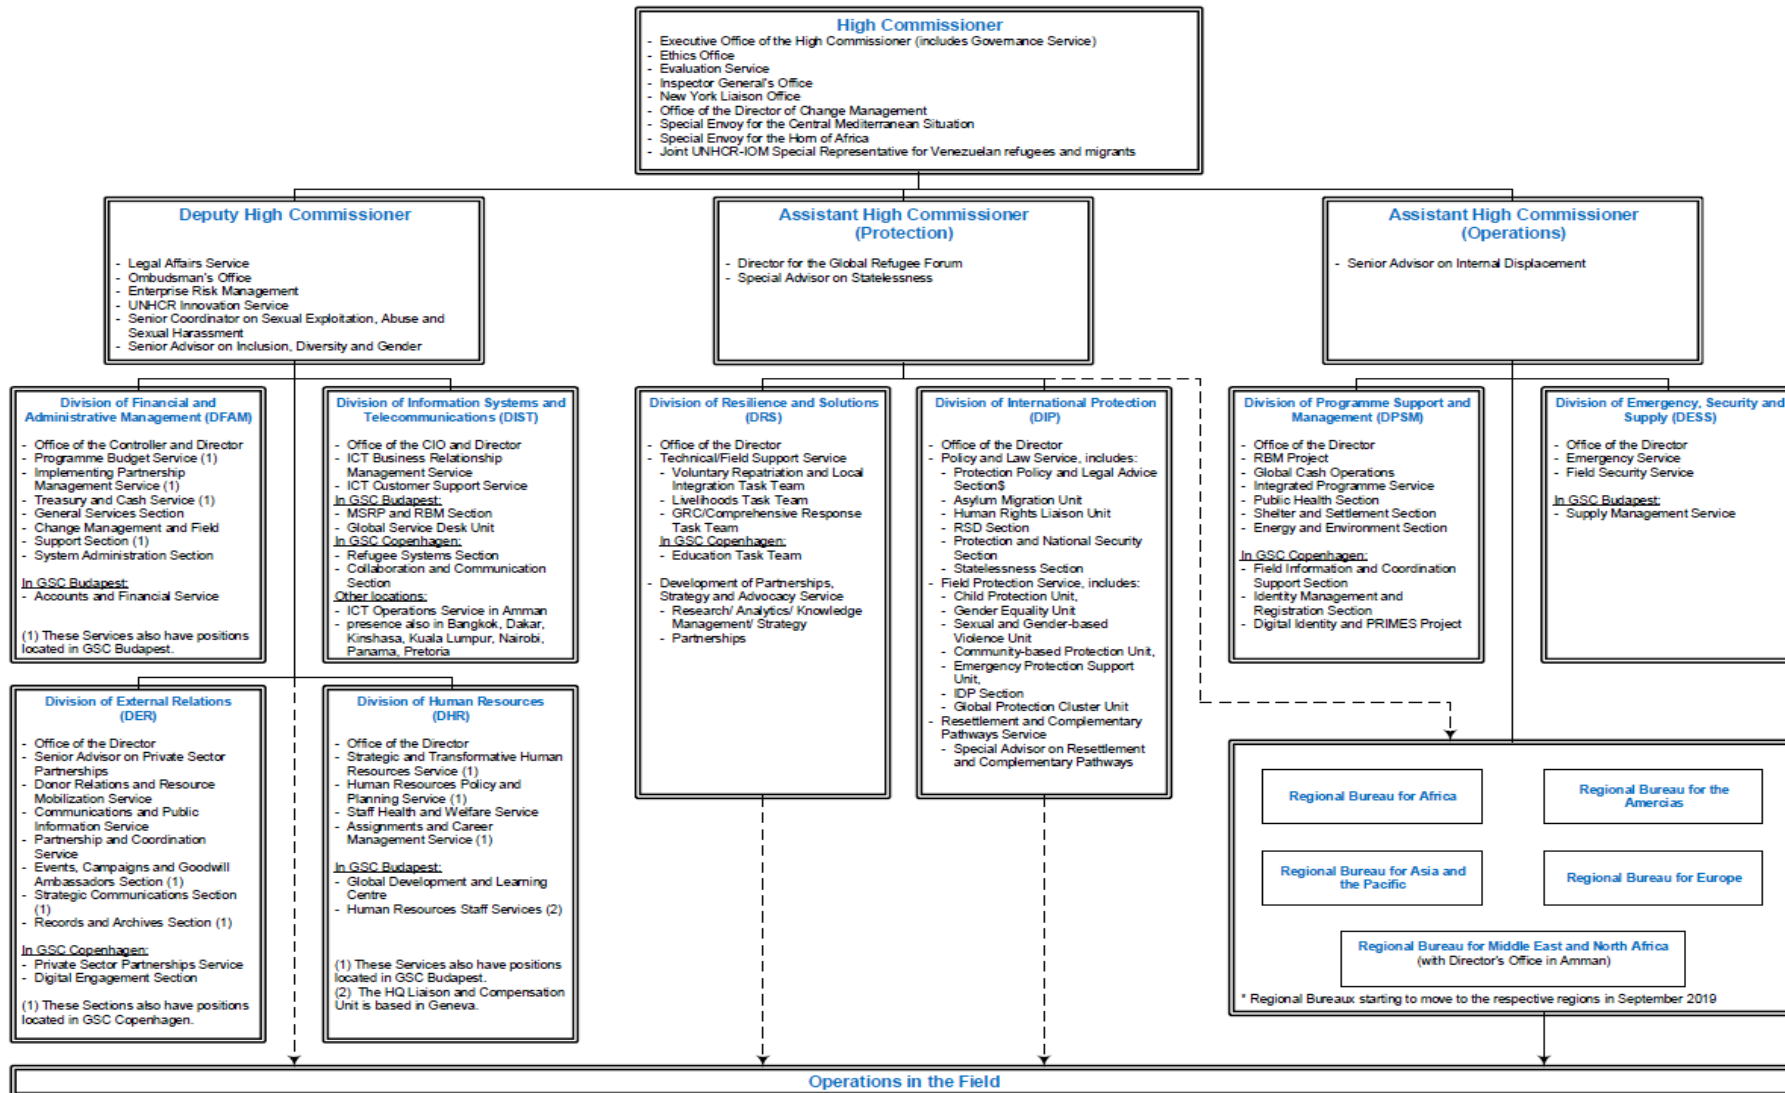 High Commissioner
- Executive Office of the High Commissioner (includes Governance Service)
- Ethics Office
- Evaluation Service
- Inspector General's Office
- New York Liaison Office
- Office of the Director of Change Management
- Special Envoy for the Central Mediterranean Situation
- Special Envoy for the Horn of Africa
- Joint UNHCR-IOM Special Representative for Venezuelan refugees and migrants
Deputy High Commissioner
- Legal Affairs Service
- Ombudsman's Office
- Enterprise Risk Management
- UNHCR Innovation Service
- Senior Coordinator on Sexual Exploitation, Abuse and
Sexual Harassment
- Senior Advisor on Inclusion, Diversity and Gender
Assistant High Commissioner
(Protection)
- Director for the Global Refugee Forum
- Special Advisor on Statelessness
Assistant High Commissioner
(Operations)
- Senior Advisor on Internal Displacement
Division of Financial and
Administrative Management (DFAM)
- Office of the Controller and Director
- Programme Budget Service (1)
- Implementing Partnership
Management Service (1)
- Treasury and Cash Service (1)
- General Services Section
- Change Management and Field
- Support Section (1)
- System Administration Section
In GSC Budapest:
- Accounts and Financial Service
(1) These Services also have positions
located in GSC Budapest.
Division of Information Systems and
Telecommunications (DIST)
- Office of the CIO and Director
- ICT Business Relationship
Management Service
- ICT Customer Support Service
In GSC Budapest:
- MSRP and RBM Section
- Global Service Desk Unit
In GSC Copenhagen:
- Refugee Systems Section
- Collaboration and Communication
Section
Other locations:
- ICT Operations Service in Amman
- presence also in Bangkok, Dakar,
Kinshasa, Kuala Lumpur, Nairobi,
Panama, Pretoria
Division of Resilience and Solutions
(DRS)
- Office of the Director
- Technical/Field Support Service
- Voluntary Repatriation and Local
Integration Task Team
- Livelihoods Task Team
- GRC/Comprehensive Response
Task Team
In GSC Copenhagen:
- Education Task Team
- Development of Partnerships,
Strategy and Advocacy Service
- Research/ Analytics/ Knowledge
Management/ Strategy
- Partnerships
Division of International Protection
(DIP)
- Office of the Director
- Policy and Law Service, includes:
- Protection Policy and Legal Advice
Section$
- Asylum Migration Unit
- Human Rights Liaison Unit
- RSD Section
- Protection and National Security
Section
- Statelessness Section
- Field Protection Service, includes:
- Child Protection Unit,
- Gender Equality Unit
- Sexual and Gender-based
Violence Unit
- Community-based Protection Unit,
- Emergency Protection Support
Unit,
- IDP Section
- Global Protection Cluster Unit
- Resettlement and Complementary
Pathways Service
- Special Advisor on Resettlement
and Complementary Pathways
Division of Programme Support and
Management (DPSM)
- Office of the Director
- RBM Project
- Global Cash Operations
- Integrated Programme Service
- Public Health Section
- Shelter and Settlement Section
- Energy and Environment Section
In GSC Copenhagen:
- Field Information and Coordination
Support Section
- Identity Management and
Registration Section
- Digital Identity and PRIMES Project
Division of Emergency, Security and
Supply (DESS)
- Office of the Director
- Emergency Service
- Field Security Service
In GSC Budapest:
- Supply Management Service
Division of External Relations
(DER)
- Office of the Director
- Senior Advisor on Private Sector
Partnerships
- Donor Relations and Resource
Mobilization Service
- Communications and Public
Information Service
- Partnership and Coordination
Service
- Events, Campaigns and Goodwill
Ambassadors Section (1)
- Strategic Communications Section
(1)
- Records and Archives Section (1)
In GSC Copenhagen:
- Private Sector Partnerships Service
- Digital Engagement Section
(1) These Sections also have positions
located in GSC Copenhagen.
Division of Human Resources
(DHR)
- Office of the Director
- Strategic and Transformative Human
Resources Service (1)
- Human Resources Policy and
Planning Service (1)
- Staff Health and Welfare Service
- Assignments and Career
Management Service (1)
In GSC Budapest:
- Global Development and Learning
Centre
- Human Resources Staff Services (2)
(1) These Services also have positions
located in GSC Budapest.
(2) The HQ Liaison and Compensation
Unit is based in Geneva.
Regional Bureau for Africa
Regional Bureau for the
Amercias
Regional Bureau for Asia and
the Pacific
Regional Bureau for Europe
Regional Bureau for Middle East and North Africa
(with Director's Office in Amman)
* Regional Bureaux starting to move to the respective regions in September 2019
Operations in the Field